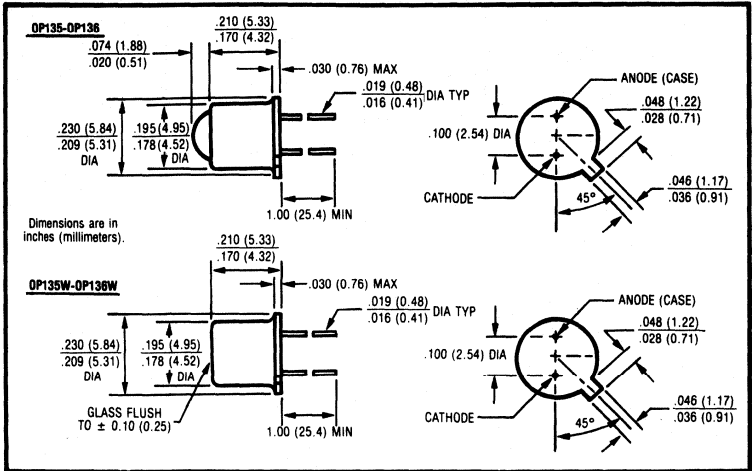 OP135-OP136
.210 (5.33)
.170 (4.32)
.074 (1.88)
.020 (0.51)
.030 (0.76) MAX
.019 (0.48)
.016 (0.41) DIA TYP
.230 (5.84)
.209 (5.31)
DIA
.195 (4.95)
.178 (4.52)
DIA
1.00 (25.4) MIN
ANODE (CASE)
.048 (1.22)
.028 (0.71)
.100 (2.54) DIA
CATHODE
45°
.046 (1.17)
.036 (0.91)
Dimensions are in
inches (millimeters).
OP135W-OP136W
.210 (5.33)
.170 (4.32)
.030 (0.76) MAX
.019 (0.48)
.016 (0.41) DIA TYP
.230 (5.84)
.209 (5.31)
DIA
.195 (4.95)
.178 (4.52)
DIA
GLASS FLUSH
TO ± 0.10 (0.25)
1.00 (25.4) MIN
ANODE (CASE)
.048 (1.22)
.028 (0.71)
.100 (2.54) DIA
CATHODE
45°
.046 (1.17)
.036 (0.91)